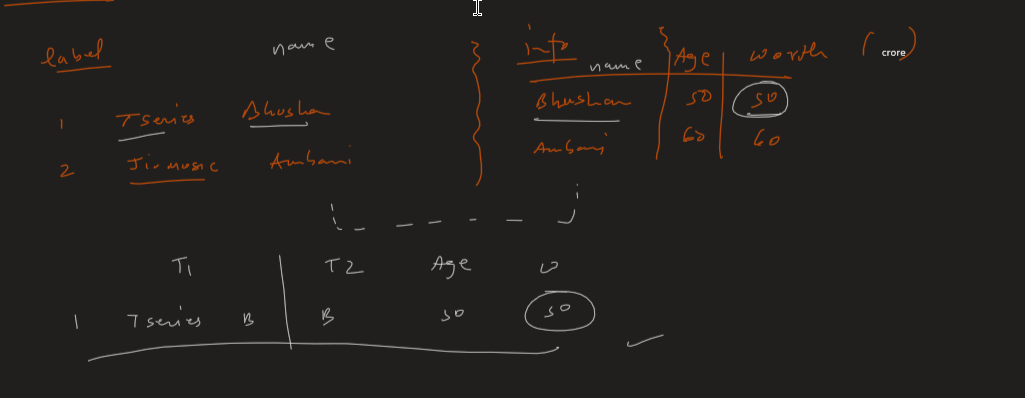 label name info name Age worth (crore)
1 Tseries Bhushan Bhushan 50 50
2 Jiomusic Ambani Ambani 60 60
T1 T2 Age W
1 Tseries B B 50 50